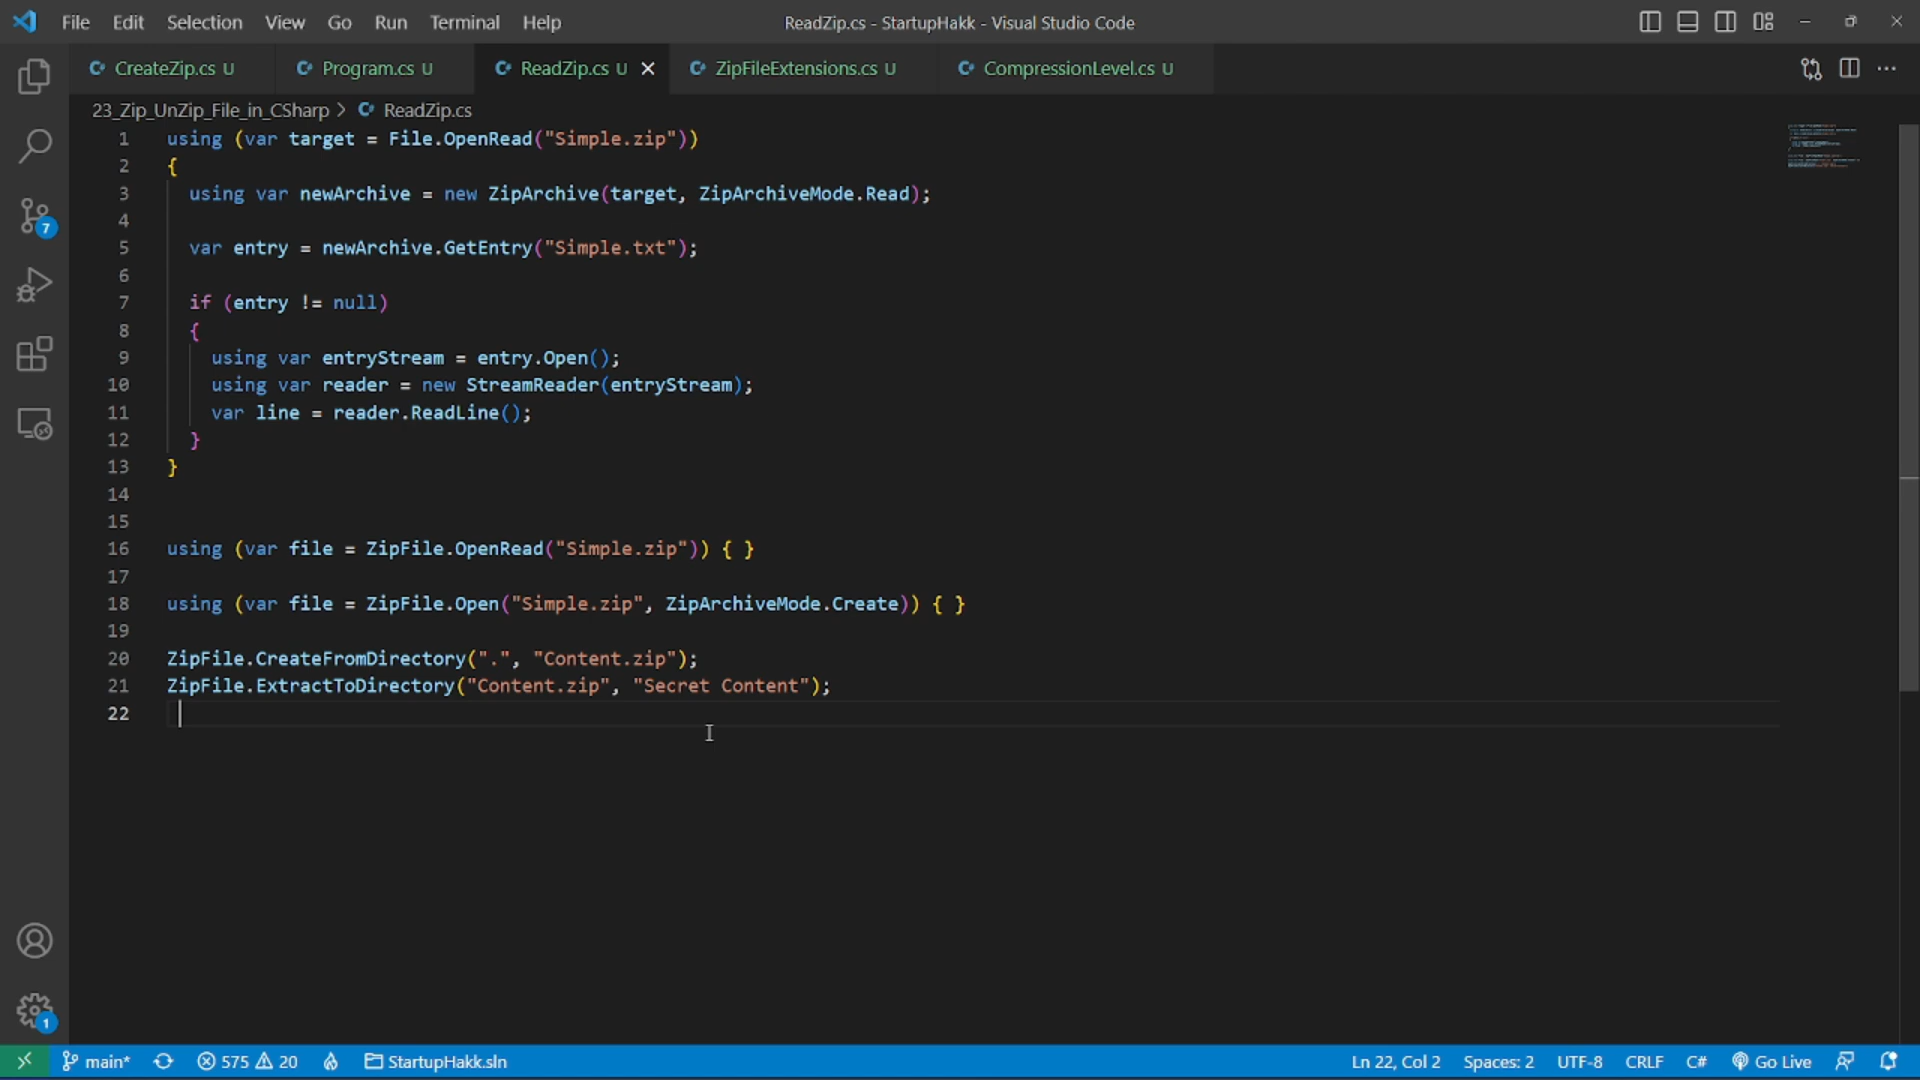 File Edit Selection View Go Run Terminal Help
ReadZip.cs - StartupHakk - Visual Studio Code
CreateZip.cs U
Program.cs U
ReadZip.cs U
ZipFileExtensions.cs U
CompressionLevel.cs U
23_Zip_UnZip_File_in_CSharp > ReadZip.cs
1 using (var target = File.OpenRead("Simple.zip"))
2 {
3 using var newArchive = new ZipArchive(target, ZipArchiveMode.Read);
4
5 var entry = newArchive.GetEntry("Simple.txt");
6
7 if (entry != null)
8 {
9 using var entryStream = entry.Open();
10 using var reader = new StreamReader(entryStream);
11 var line = reader.ReadLine();
12 }
13 }
14
15
16 using (var file = ZipFile.OpenRead("Simple.zip")) { }
17
18 using (var file = ZipFile.Open("Simple.zip", ZipArchiveMode.Create)) { }
19
20 ZipFile.CreateFromDirectory(".", "Content.zip");
21 ZipFile.ExtractToDirectory("Content.zip", "Secret Content");
22
7
1
main* 575 20 StartupHakk.sln Ln 22, Col 2 Spaces: 2 UTF-8 CRLF C# Go Live